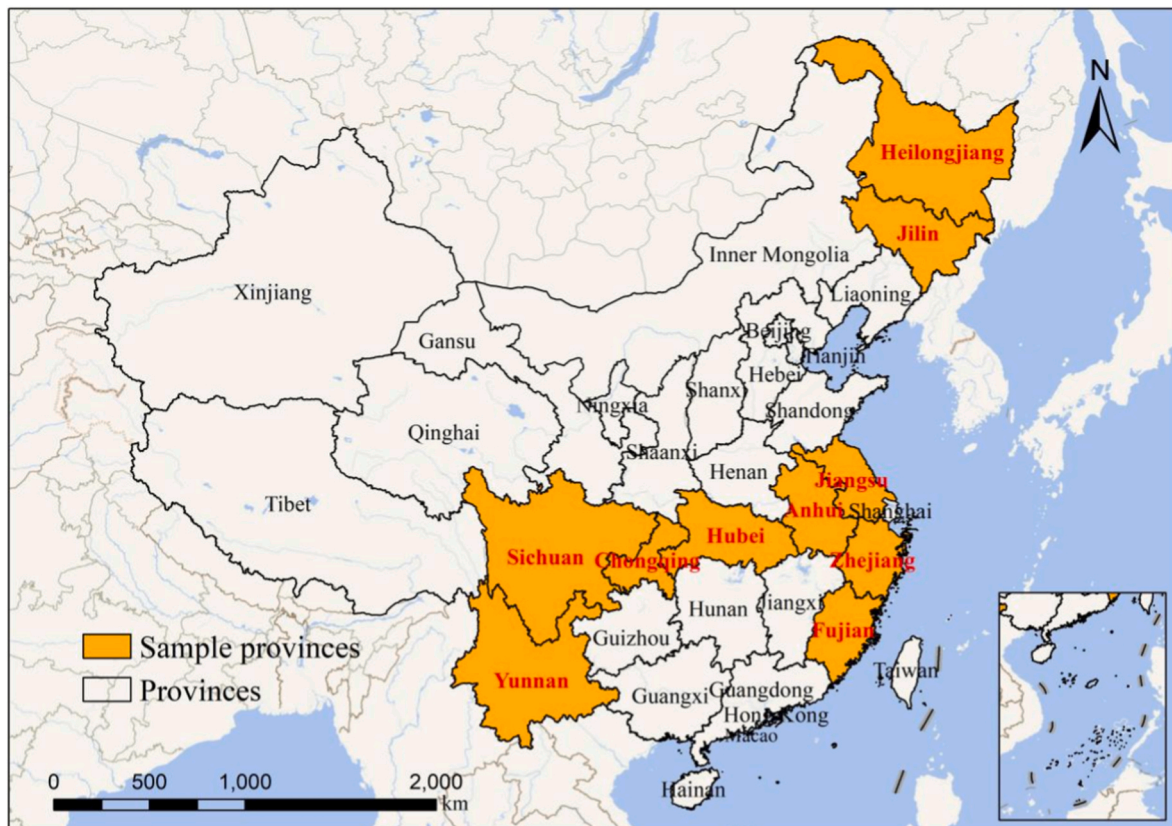 N
Heilongjiang
Jilin
Inner Mongolia
Liaoning
Xinjiang
Beijing
Gansu
Tianjin
Hebei
Shanxi
Ningxia
Shandong
Qinghai
Shaanxi
Henan
Jiangsu
Tibet
Anhui
Shanghai
Hubei
Sichuan
Chongqing
Zhejiang
Hunan
Jiangxi
Guizhou
Fujian
Sample provinces
Taiwan
Yunnan
Provinces
Guangxi
Guangdong
Hong Kong
Macao
Hainan
0 500 1,000 2,000
km